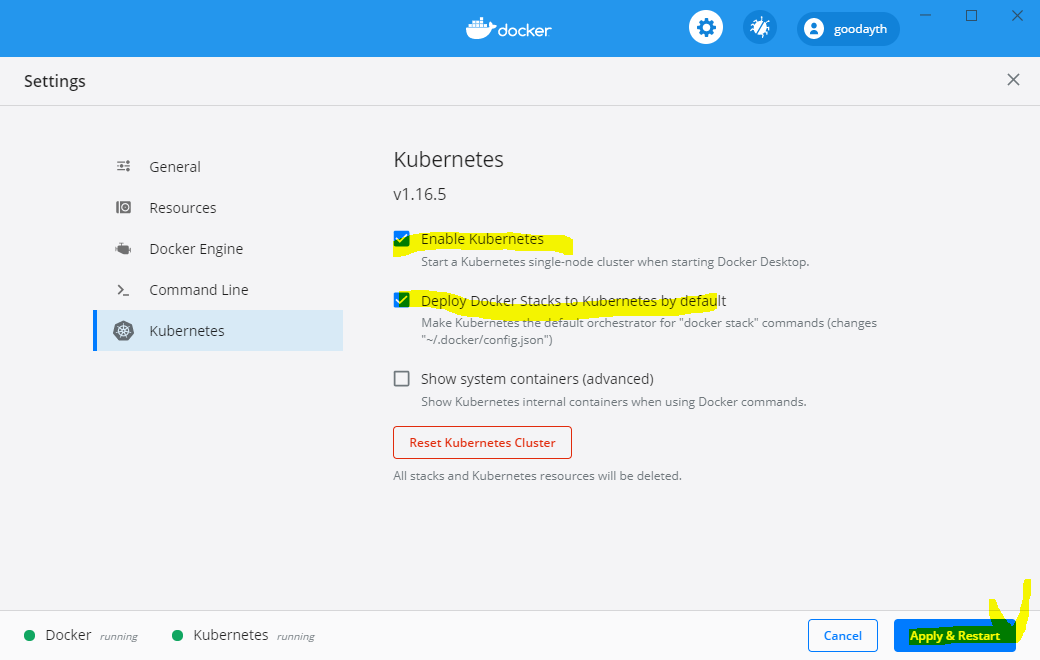 docker
goodayth
Settings
General
Resources
Docker Engine
Command Line
Kubernetes
Kubernetes
v1.16.5
Enable Kubernetes
Start a Kubernetes single-node cluster when starting Docker Desktop.
Deploy Docker Stacks to Kubernetes by default
Make Kubernetes the default orchestrator for "docker stack" commands (changes
"~/.docker/config.json")
Show system containers (advanced)
Show Kubernetes internal containers when using Docker commands.
Reset Kubernetes Cluster
All stacks and Kubernetes resources will be deleted.
Docker running Kubernetes running
Cancel Apply & Restart